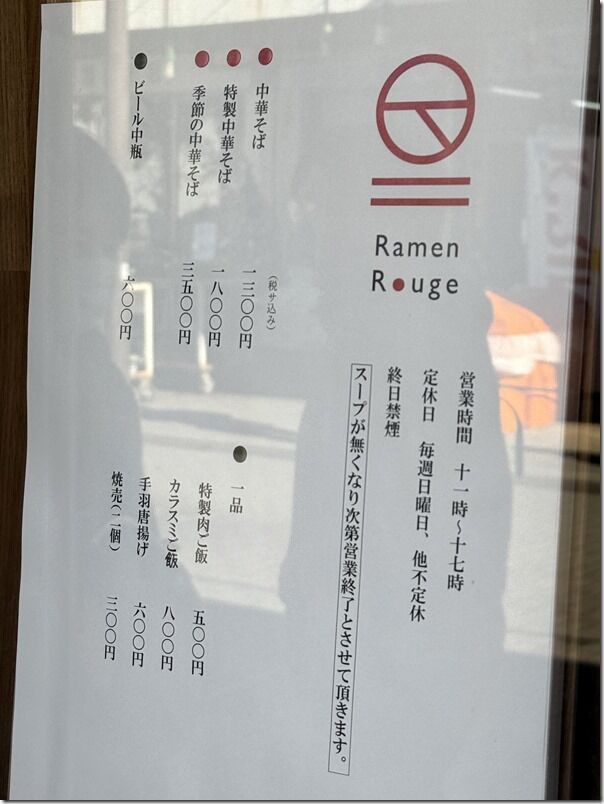 Ramen
Rouge
営業時間 十一時～十七時
定休日 毎週日曜日、他不定休
終日禁煙
スープが無くなり次第営業終了とさせて頂きます。
(税サ込み)
●中華そば 一三〇〇円
●特製中華そば 一八〇〇円
●季節の中華そば 三五〇〇円
●ビール中瓶 六〇〇円
●一品
特製肉ご飯 五〇〇円
カラスミご飯 八〇〇円
手羽唐揚げ 六〇〇円
焼売(二個) 三〇〇円